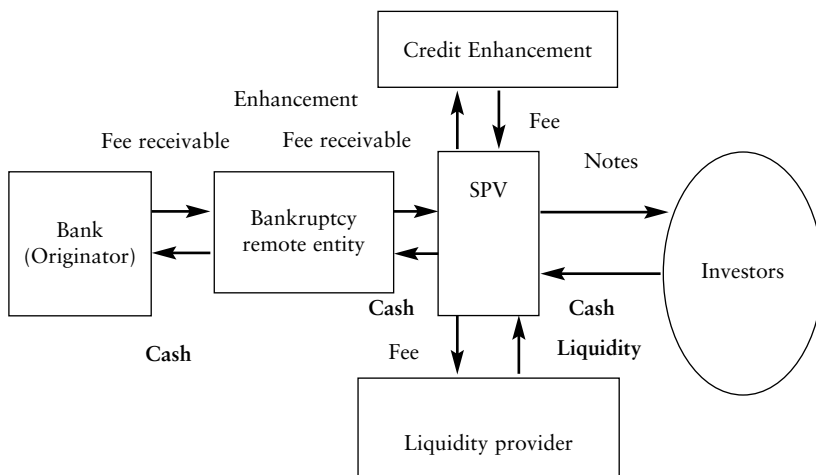 Credit Enhancement
Enhancement
Fee
Fee receivable
Fee receivable
SPV
Notes
Bank
(Originator)
Bankruptcy
remote entity
Investors
Cash
Cash
Cash
Fee
Liquidity
Liquidity provider